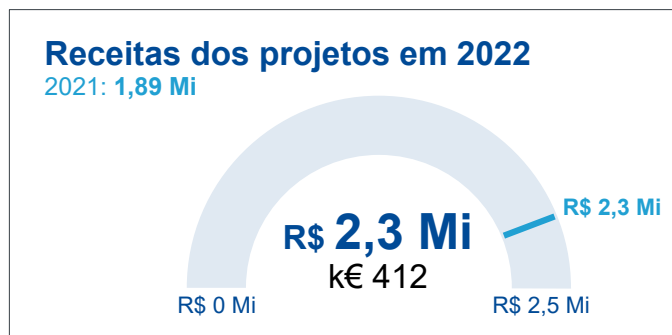 Receitas dos projetos em 2022
2021: 1,89 Mi
R$ 2,3 Mi
R$ 2,3 Mi
k€ 412
R$ 0 Mi
R$ 2,5 Mi